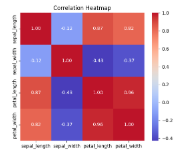 Correlation Heatmap
sepal_length
sepal_width
petal_length
petal_width
1.00 -0.12 0.87 0.82
-0.12 1.00 -0.43 -0.37
0.87 -0.43 1.00 0.96
0.82 -0.37 0.96 1.00
sepal_length sepal_width petal_length petal_width
1.0
0.8
0.6
0.4
0.2
0.0
-0.2
-0.4